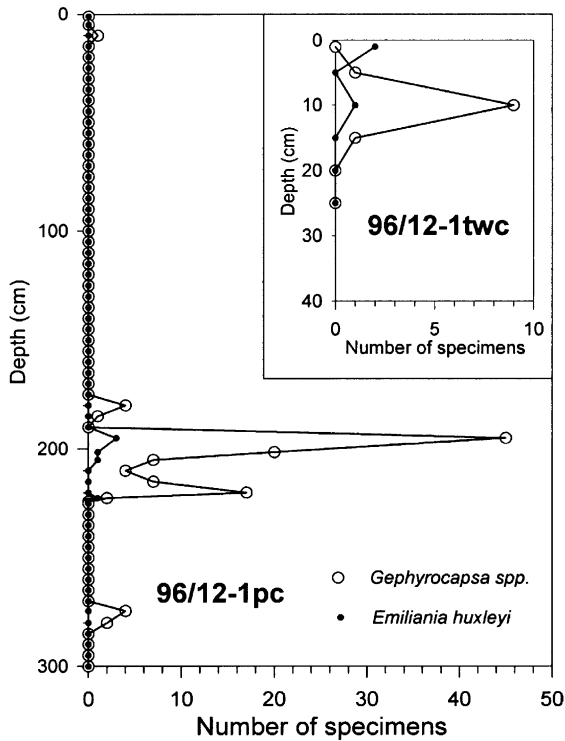 0
100
200
300
Depth (cm)
0
10
20
30
40
Depth (cm)
96/12-1twc
0 5 10
Number of specimens
96/12-1pc
Gephyrocapsa spp.
Emiliania huxleyi
0 10 20 30 40 50
Number of specimens